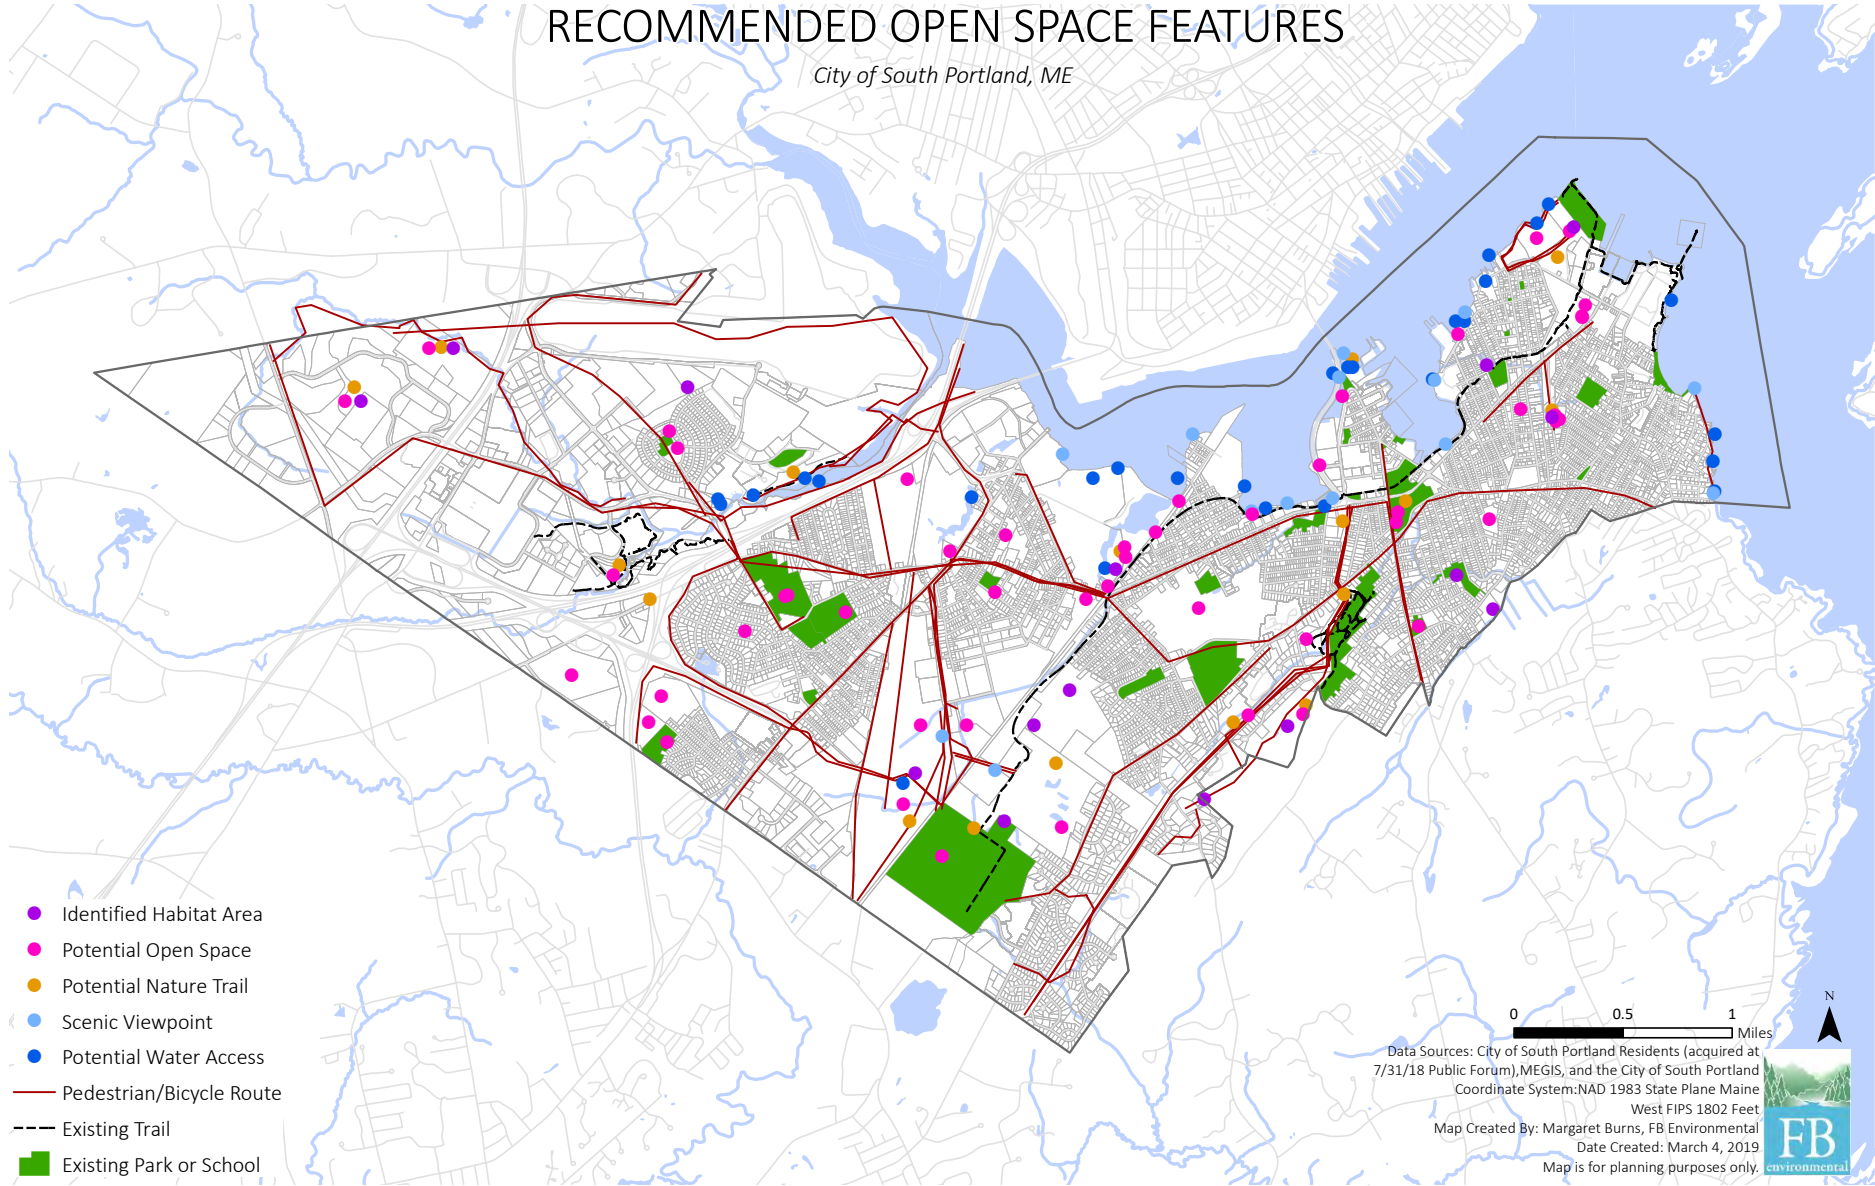 RECOMMENDED OPEN SPACE FEATURES
City of South Portland, ME
Identified Habitat Area
Potential Open Space
Potential Nature Trail
Scenic Viewpoint
Potential Water Access
Pedestrian/Bicycle Route
Existing Trail
Existing Park or School
N
0 0.5 1
Miles
Data Sources: City of South Portland Residents (acquired at
7/31/18 Public Forum),MEGIS, and the City of South Portland
Coordinate System:NAD 1983 State Plane Maine
West FIPS 1802 Feet
Map Created By: Margaret Burns, FB Environmental
Date Created: March 4, 2019
Map is for planning purposes only.
FB
environmental